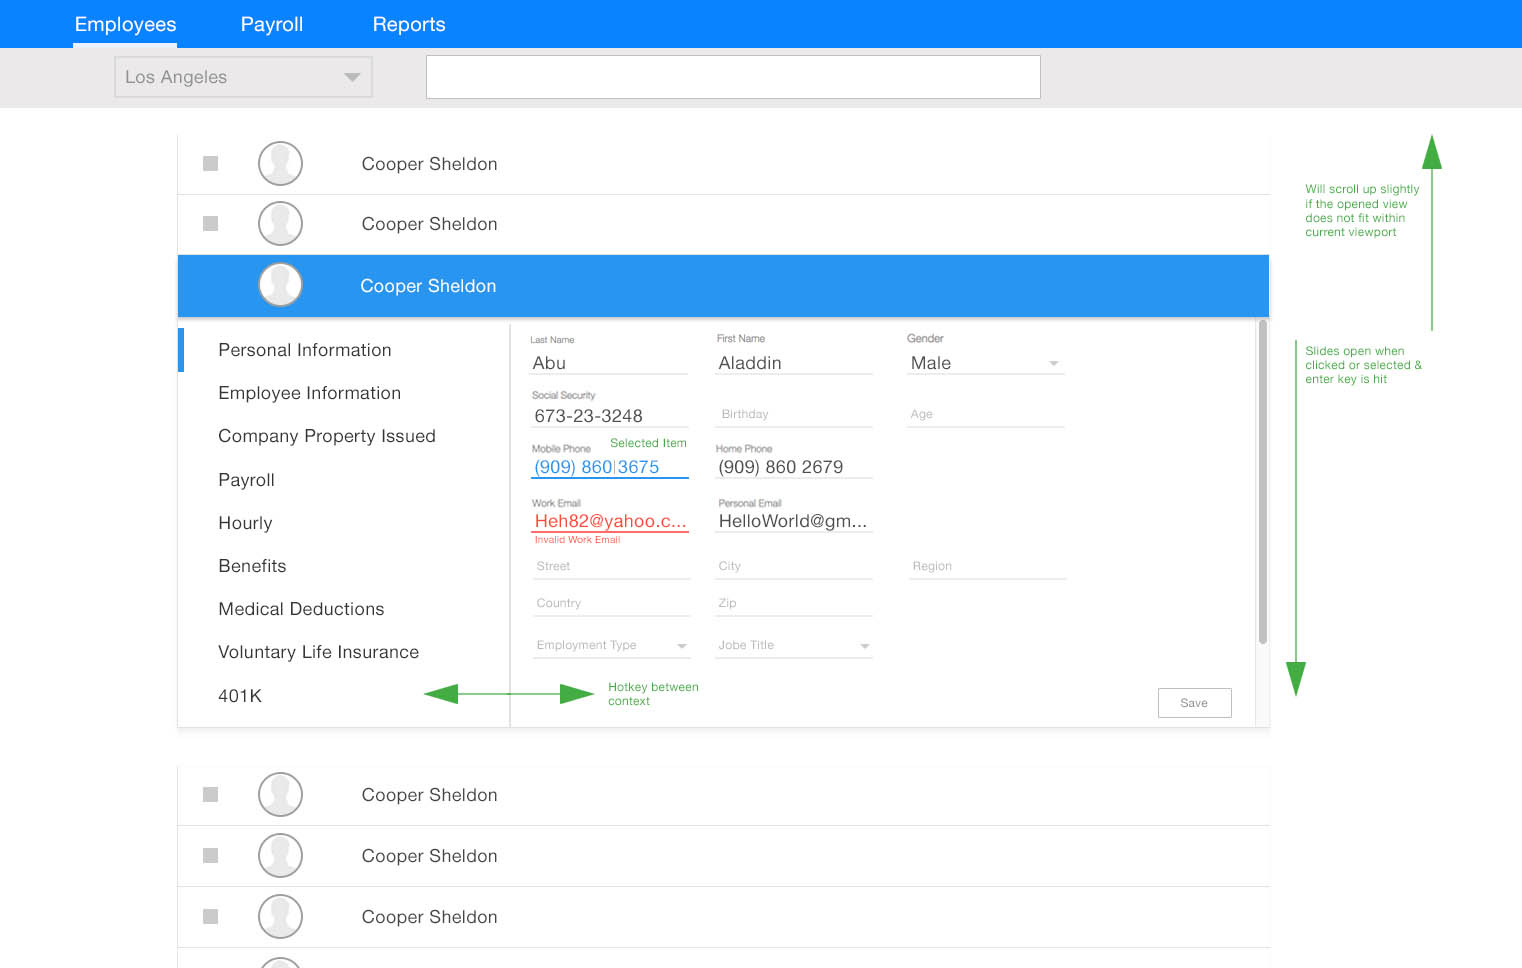 Employees Payroll Reports
Los Angeles
Cooper Sheldon
Cooper Sheldon
Will scroll up slightly
if the opened view
does not fit within
current viewport
Cooper Sheldon
Personal Information
Employee Information
Company Property Issued
Payroll
Hourly
Benefits
Medical Deductions
Voluntary Life Insurance
401K
Last Name First Name Gender
Abu Aladdin Male
Social Security
673-23-3248 Birthday Age
Selected Item
Mobile Phone Home Phone
(909) 860 3675 (909) 860 2679
Work Email Personal Email
Heh82@yahoo.c... HelloWorld@gm...
Invalid Work Email
Street City Region
Country Zip
Employment Type Jobe Title
Hotkey between
context
Save
Slides open when
clicked or selected &
enter key is hit
Cooper Sheldon
Cooper Sheldon
Cooper Sheldon